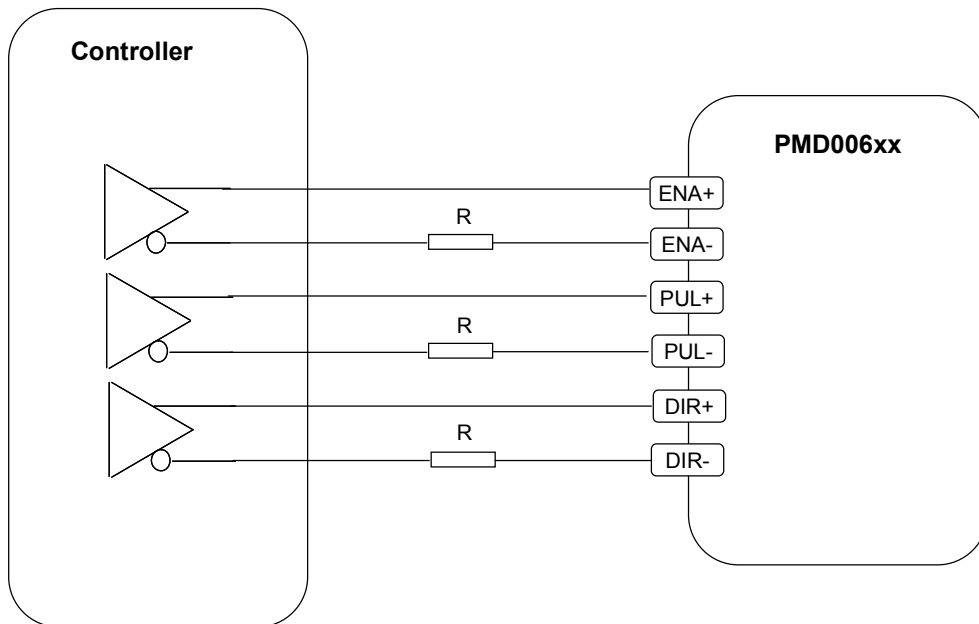 Controller
PMD006xx
ENA+
R
ENA-
PUL+
R
PUL-
DIR+
R
DIR-